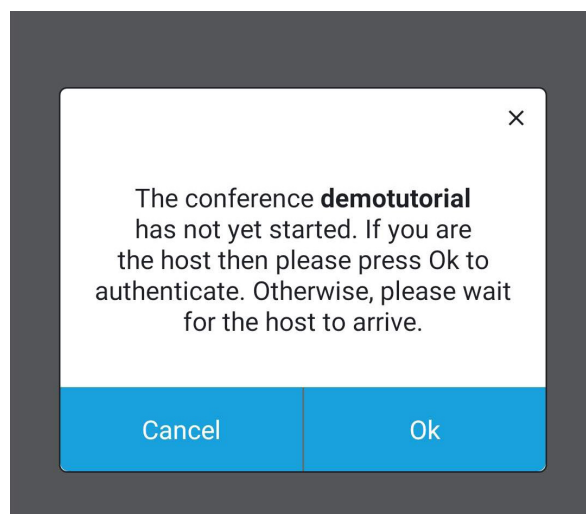 The conference demotutorial
has not yet started. If you are
the host then please press Ok to
authenticate. Otherwise, please wait
for the host to arrive.
Cancel
Ok